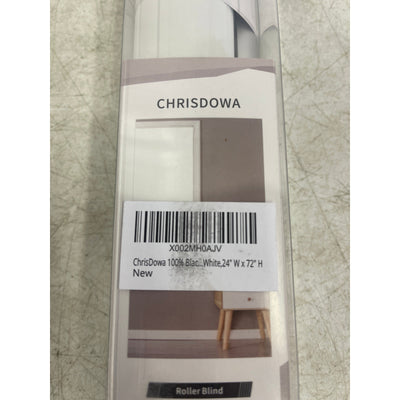 CHRISDOWA
X002MH0AJV
ChrisDowa 100% Blac...White,24" W x 72" H
New
Roller Blind